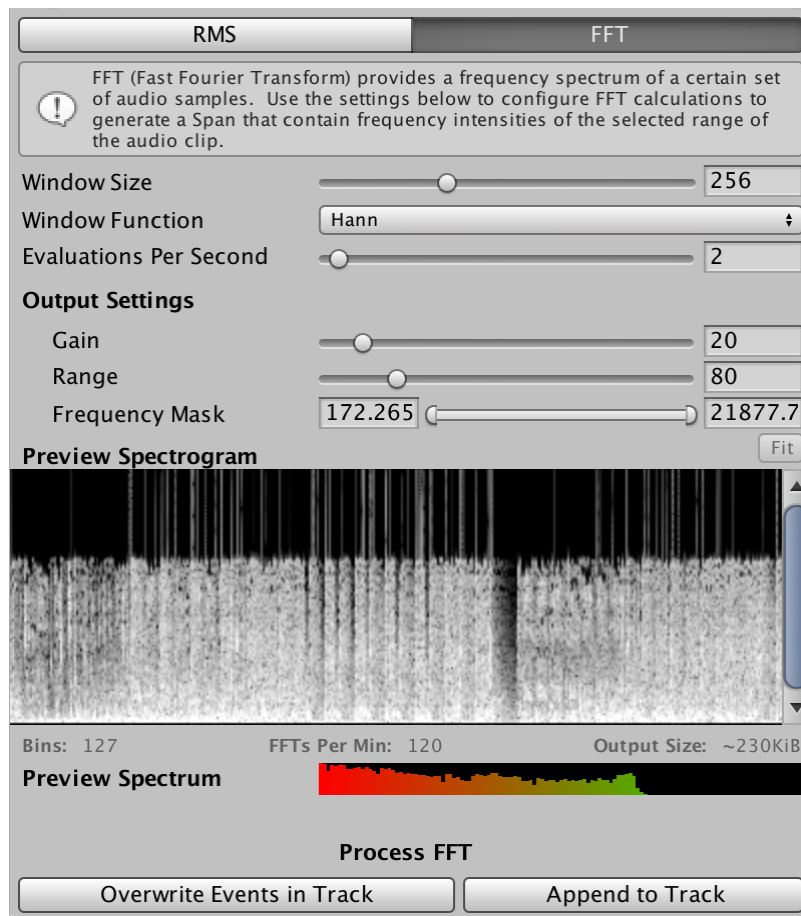 RMS FFT
FFT (Fast Fourier Transform) provides a frequency spectrum of a certain set
of audio samples.  Use the settings below to configure FFT calculations to
generate a Span that contain frequency intensities of the selected range of
the audio clip.
Window Size 256
Window Function Hann
Evaluations Per Second 2
Output Settings
Gain 20
Range 80
Frequency Mask 172.265 21877.7
Preview Spectrogram Fit
Bins: 127 FFTs Per Min: 120 Output Size: ~230KiB
Preview Spectrum
Process FFT
Overwrite Events in Track Append to Track